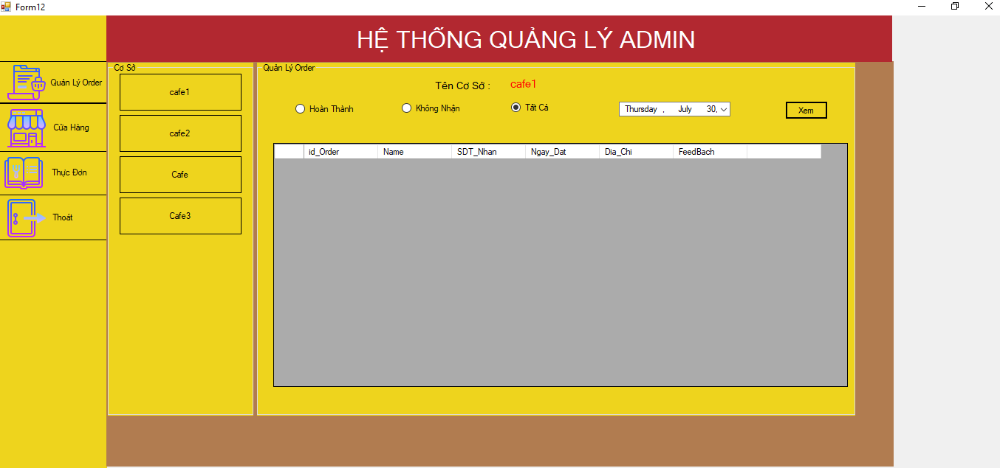 Form12
HỆ THỐNG QUẢNG LÝ ADMIN
Quản Lý Order
Cửa Hàng
Thực Đơn
Thoát
Cơ Sở
cafe1
cafe2
Cafe
Cafe3
Quản Lý Order
Tên Cơ Sở : cafe1
Hoàn Thành Không Nhận Tất Cả Thursday , July 30, Xem
id_Order Name SDT_Nhan Ngay_Dat Dia_Chi FeedBach